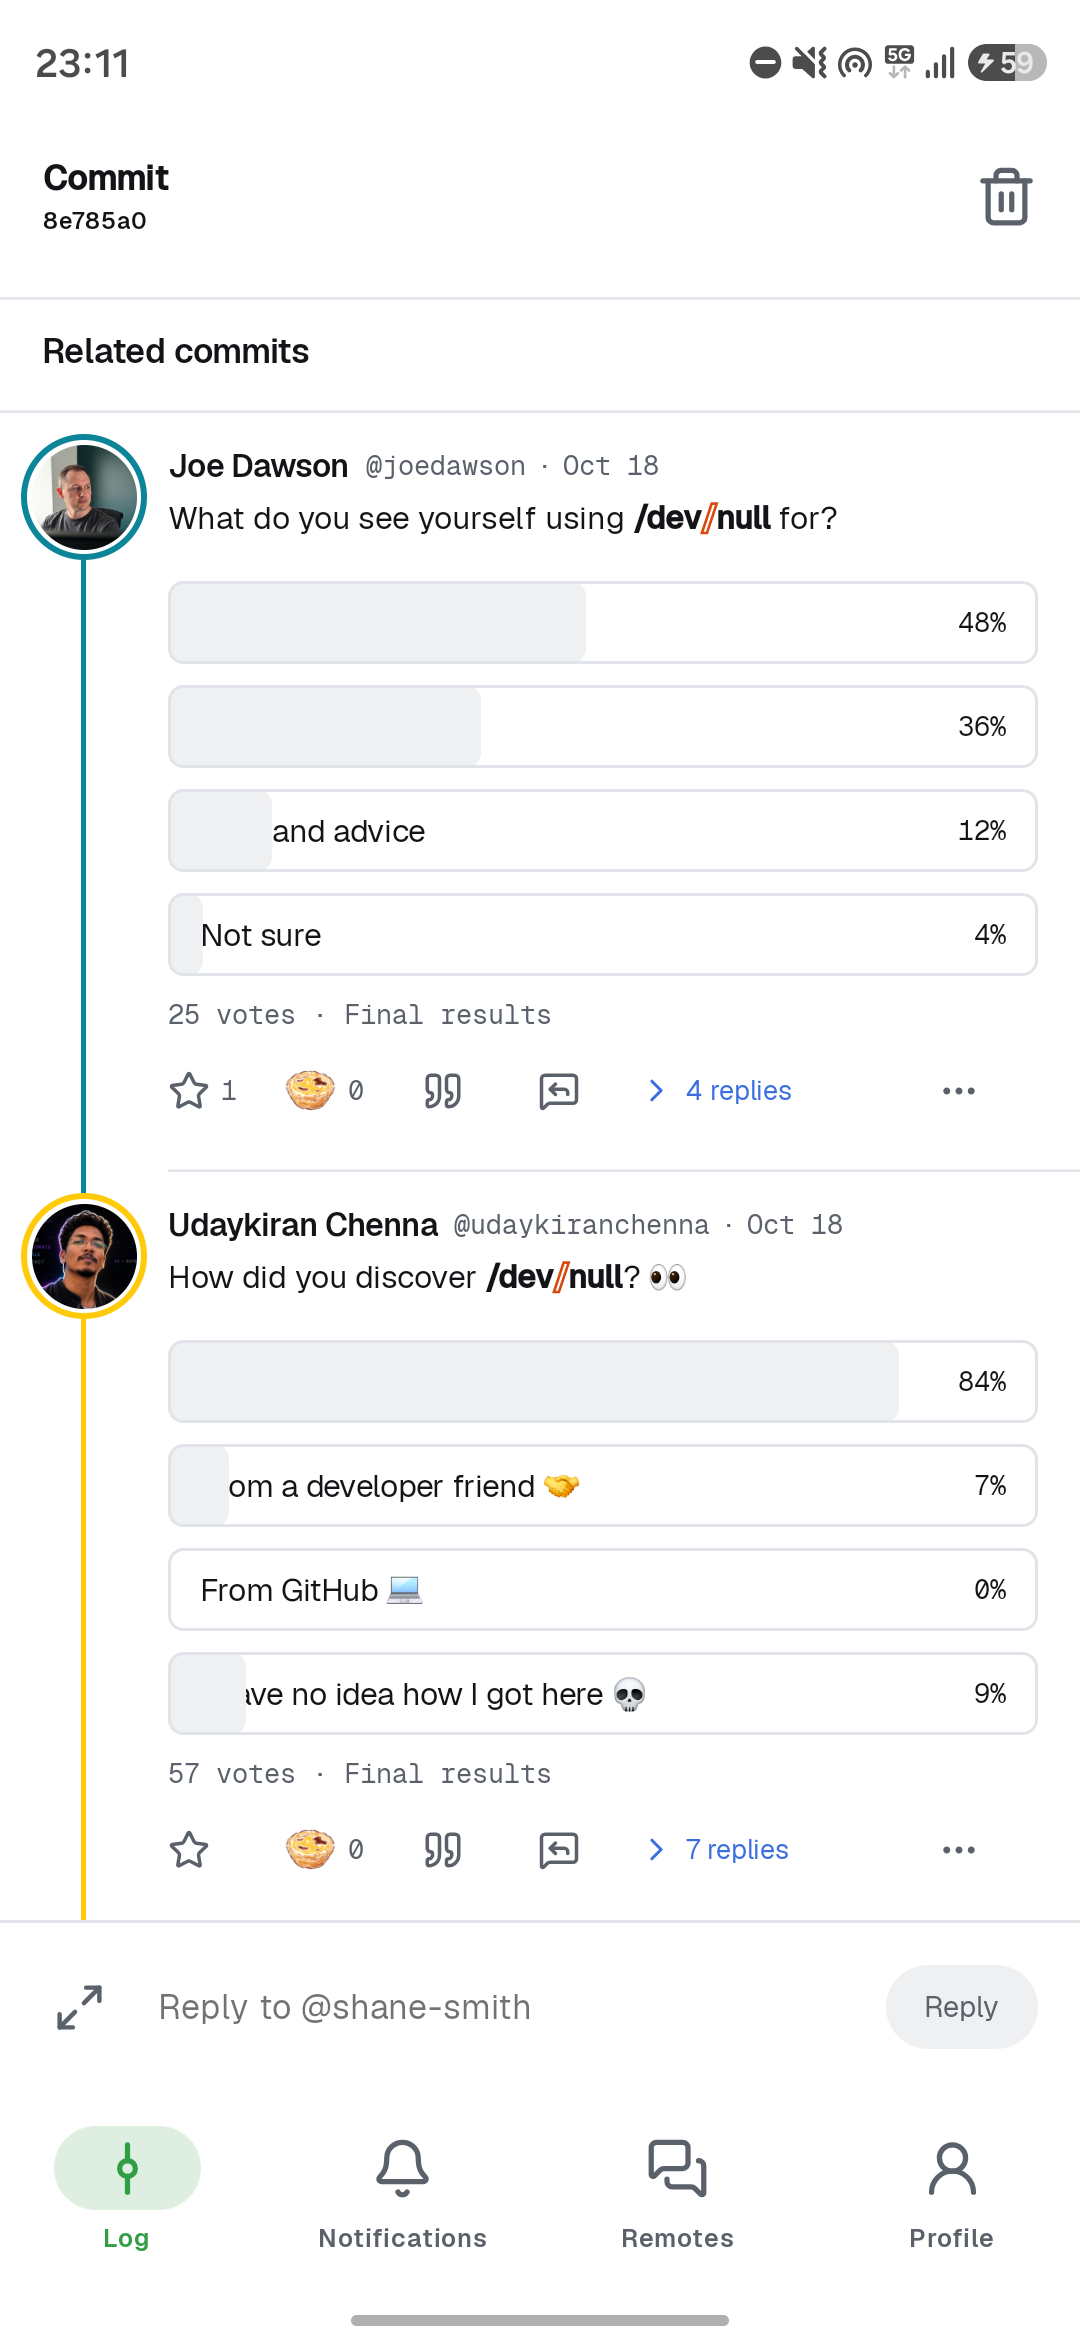 23:11
5G
59
Commit
8e785a0
Related commits
Joe Dawson @joedawson · Oct 18
What do you see yourself using /dev//null for?
48%
36%
and advice 12%
Not sure 4%
25 votes · Final results
1 0 4 replies
Udaykiran Chenna @udaykiranchenna · Oct 18
How did you discover /dev//null? 👀
84%
om a developer friend 🤝 7%
From GitHub 💻 0%
ave no idea how I got here 💀 9%
57 votes · Final results
0 7 replies
Reply to @shane-smith Reply
Log Notifications Remotes Profile